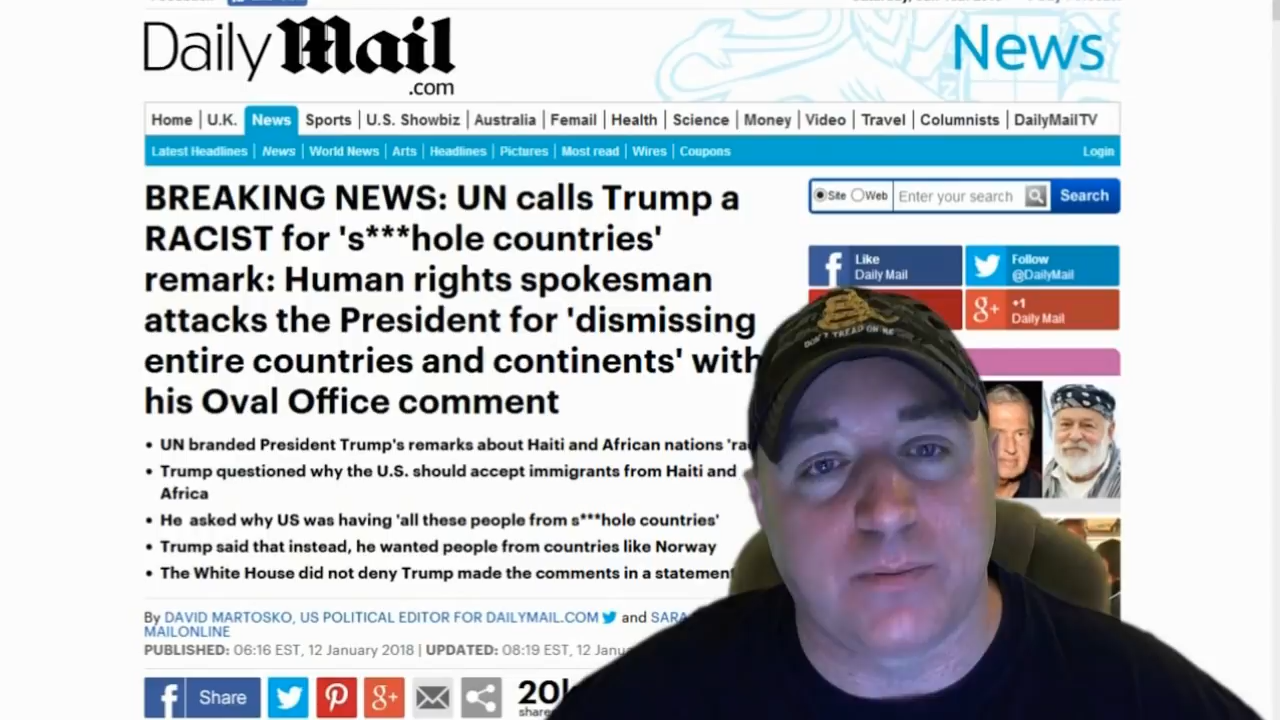 Daily Mail
.com
News
Home | U.K. News Sports | U.S. Showbiz | Australia | Femail | Health | Science | Money | Video | Travel | Columnists | DailyMailTV
Latest Headlines | News | World News | Arts | Headlines | Pictures | Most read | Wires | Coupons
Login
BREAKING NEWS: UN calls Trump a
RACIST for 's***hole countries'
remark: Human rights spokesman
attacks the President for 'dismissing
entire countries and continents' with
his Oval Office comment
Site Web Enter your search Search
Like
Daily Mail
Follow
@DailyMail
+1
Daily Mail
DON'T TREAD ON ME
• UN branded President Trump's remarks about Haiti and African nations
• Trump questioned why the U.S. should accept immigrants from Haiti and
Africa
• He asked why US was having 'all these people from s***hole countries'
• Trump said that instead, he wanted people from countries like Norway
• The White House did not deny Trump made the comments in a statement
By DAVID MARTOSKO, US POLITICAL EDITOR FOR DAILYMAIL.COM and
MAILONLINE
PUBLISHED: 06:16 EST, 12 January 2018 | UPDATED: 08:19 EST, 12
Share